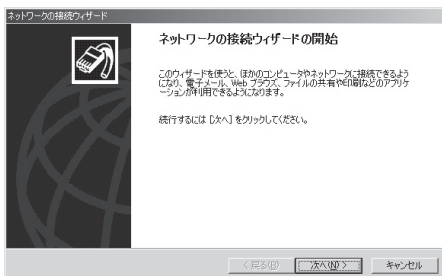 ネットワークの接続ウィザード
ネットワークの接続ウィザードの開始
このウィザードを使うと、ほかのコンピュータやネットワークに接続できるよう
になり、電子メール、Web ブラウズ、ファイルの共有や印刷などのアプリケ
ーションが利用できるようになります。
続行するには [次へ] をクリックしてください。
< 戻る(B) 次へ(N) > キャンセル